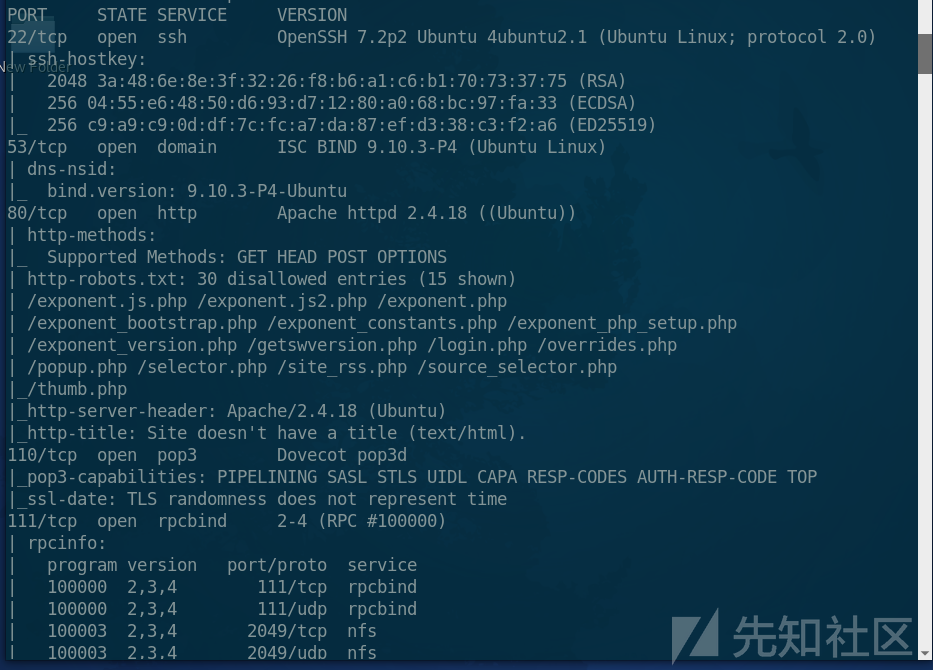 PORT     STATE SERVICE     VERSION
22/tcp   open  ssh         OpenSSH 7.2p2 Ubuntu 4ubuntu2.1 (Ubuntu Linux; protocol 2.0)
| ssh-hostkey:
New Folder
|   2048 3a:48:6e:8e:3f:32:26:f8:b6:a1:c6:b1:70:73:37:75 (RSA)
|   256 04:55:e6:48:50:d6:93:d7:12:80:a0:68:bc:97:fa:33 (ECDSA)
|_  256 c9:a9:c9:0d:df:7c:fc:a7:da:87:ef:d3:38:c3:f2:a6 (ED25519)
53/tcp   open  domain      ISC BIND 9.10.3-P4 (Ubuntu Linux)
| dns-nsid:
|_  bind.version: 9.10.3-P4-Ubuntu
80/tcp   open  http        Apache httpd 2.4.18 ((Ubuntu))
| http-methods:
|_  Supported Methods: GET HEAD POST OPTIONS
| http-robots.txt: 30 disallowed entries (15 shown)
| /exponent.js.php /exponent.js2.php /exponent.php
| /exponent_bootstrap.php /exponent_constants.php /exponent_php_setup.php
| /exponent_version.php /getswversion.php /login.php /overrides.php
| /popup.php /selector.php /site_rss.php /source_selector.php
|_/thumb.php
|_http-server-header: Apache/2.4.18 (Ubuntu)
|_http-title: Site doesn't have a title (text/html).
110/tcp  open  pop3        Dovecot pop3d
|_pop3-capabilities: PIPELINING SASL STLS UIDL CAPA RESP-CODES AUTH-RESP-CODE TOP
|_ssl-date: TLS randomness does not represent time
111/tcp  open  rpcbind     2-4 (RPC #100000)
| rpcinfo:
|   program version   port/proto  service
|   100000  2,3,4        111/tcp  rpcbind
|   100000  2,3,4        111/udp  rpcbind
|   100003  2,3,4       2049/tcp  nfs
|   100003  2,3,4       2049/udp  nfs
先知社区